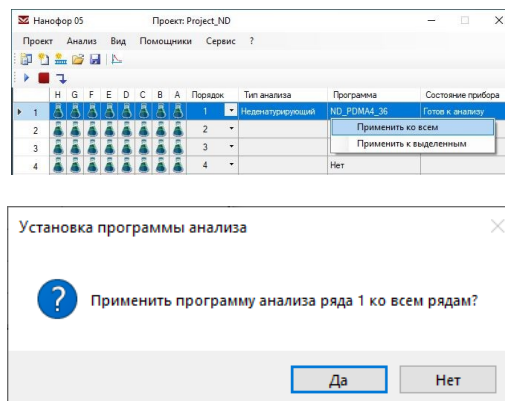 Нанофор 05 Проект: Project_ND
Проект Анализ Вид Помощники Сервис ?
H G F E D C B A Порядок Тип анализа Программа Состояние прибора
1 1 Неденатурирующий ND_PDMA4_36 Готов к анализу
2 2 Применить ко всем
3 3 Применить к выделенным
4 4 Нет
Установка программы анализа
Применить программу анализа ряда 1 ко всем рядам?
Да Нет